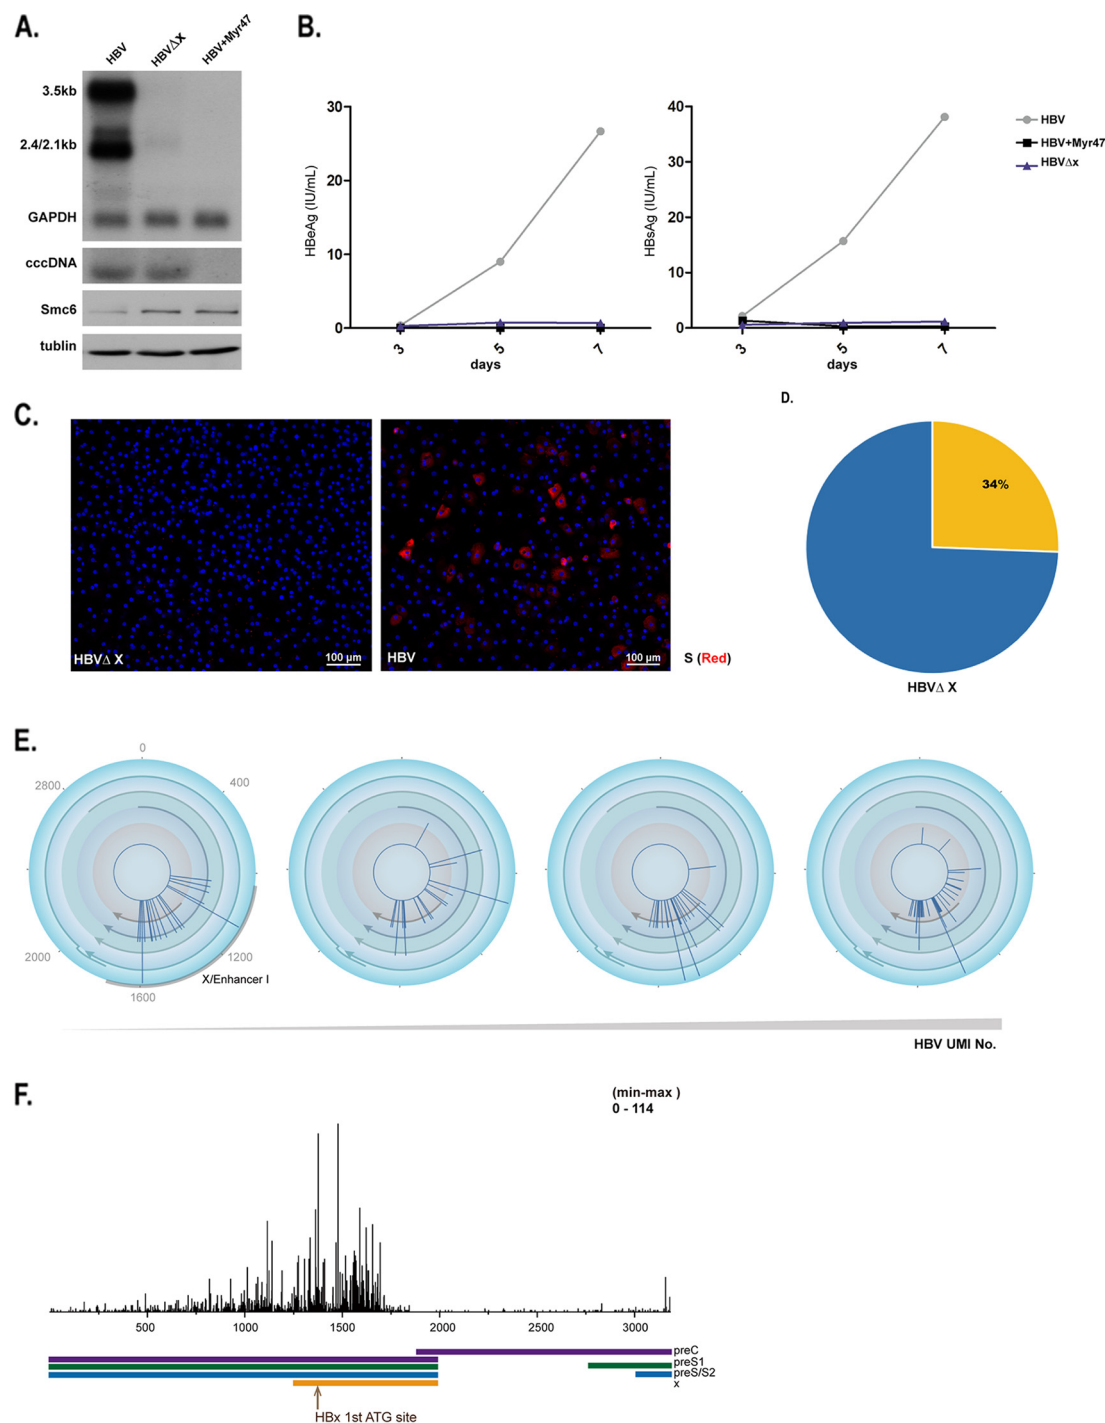 A.
HBV
HBVΔX
HBV+Myr47
3.5kb
2.4/2.1kb
GAPDH
cccDNA
Smc6
tublin
B.
HBeAg (IU/mL)
30
20
10
0
3
5
7
days
HBsAg (IU/mL)
40
30
20
10
0
3
5
7
days
HBV
HBV+Myr47
HBVΔx
C.
HBVΔ X
100 µm
HBV
100 µm
S (Red)
D.
34%
HBVΔ X
E.
0
400
2800
2000
1200
X/Enhancer I
1600
HBV UMI No.
F.
(min-max )
0 - 114
500
1000
1500
2000
2500
3000
preC
preS1
preS/S2
x
HBx 1st ATG site